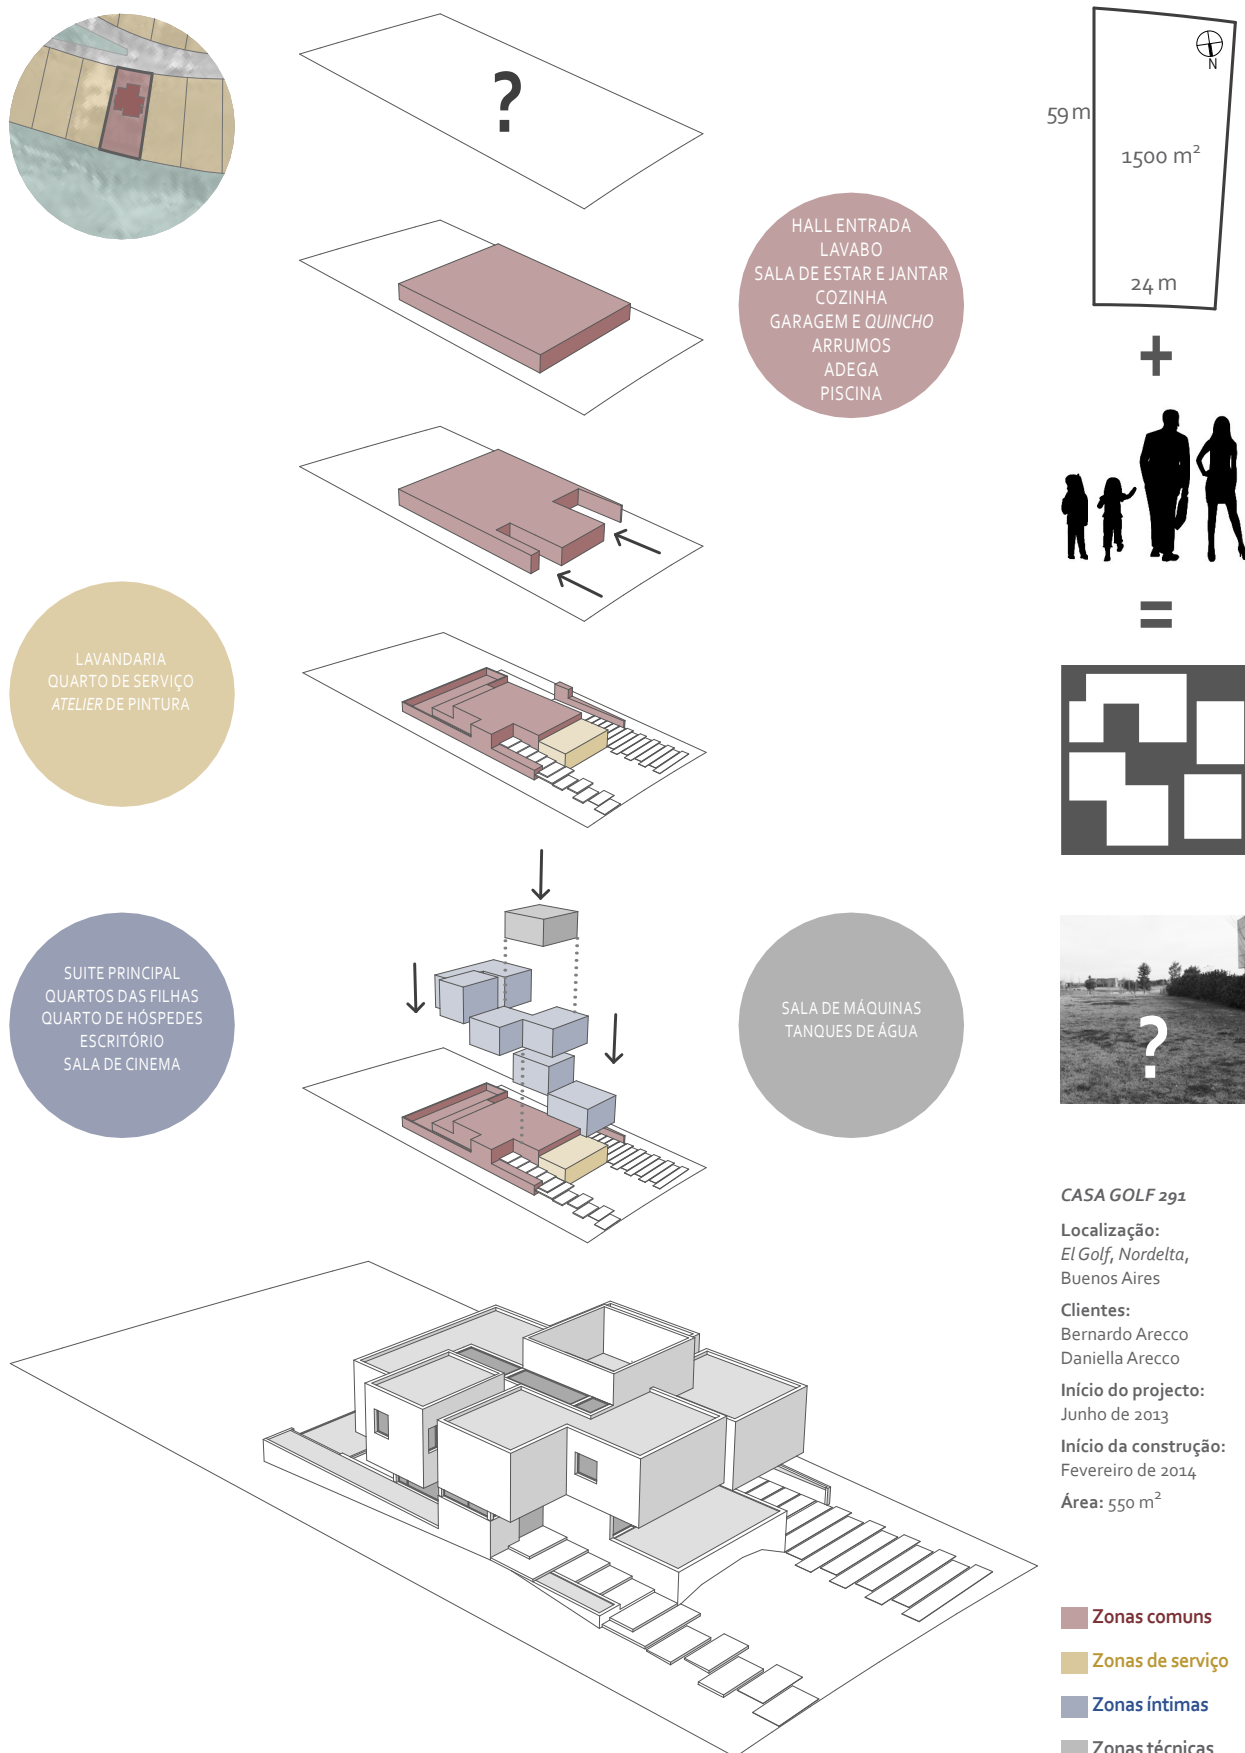 ?
N
59 m
1500 m²
24 m
HALL ENTRADA
LAVABO
SALA DE ESTAR E JANTAR
COZINHA
GARAGEM E QUINCHO
ARRUMOS
ADEGA
PISCINA
+
=
LAVANDARIA
QUARTO DE SERVIÇO
ATELIER DE PINTURA
SUITE PRINCIPAL
QUARTOS DAS FILHAS
QUARTO DE HÓSPEDES
ESCRITÓRIO
SALA DE CINEMA
SALA DE MÁQUINAS
TANQUES DE ÁGUA
?
CASA GOLF 291
Localização:
El Golf, Nordelta,
Buenos Aires
Clientes:
Bernardo Arecco
Daniella Arecco
Início do projecto:
Junho de 2013
Início da construção:
Fevereiro de 2014
Área: 550 m²
Zonas comuns
Zonas de serviço
Zonas íntimas
Zonas técnicas